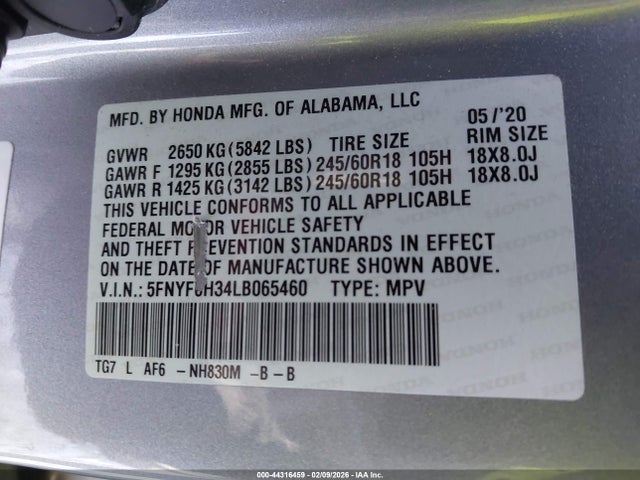 MFD. BY HONDA MFG. OF ALABAMA, LLC 05/'20
GVWR 2650 KG (5842 LBS) TIRE SIZE RIM SIZE
GAWR F 1295 KG (2855 LBS) 245/60R18 105H 18X8.0J
GAWR R 1425 KG (3142 LBS) 245/60R18 105H 18X8.0J
THIS VEHICLE CONFORMS TO ALL APPLICABLE
FEDERAL MOTOR VEHICLE SAFETY
AND THEFT PREVENTION STANDARDS IN EFFECT
ON THE DATE OF MANUFACTURE SHOWN ABOVE.
V.I.N.: 5FNYF6H34LB065460 TYPE: MPV
TG7 L AF6 -NH830M -B-B
000-44316459 - 02/09/2026 - IAA Inc.